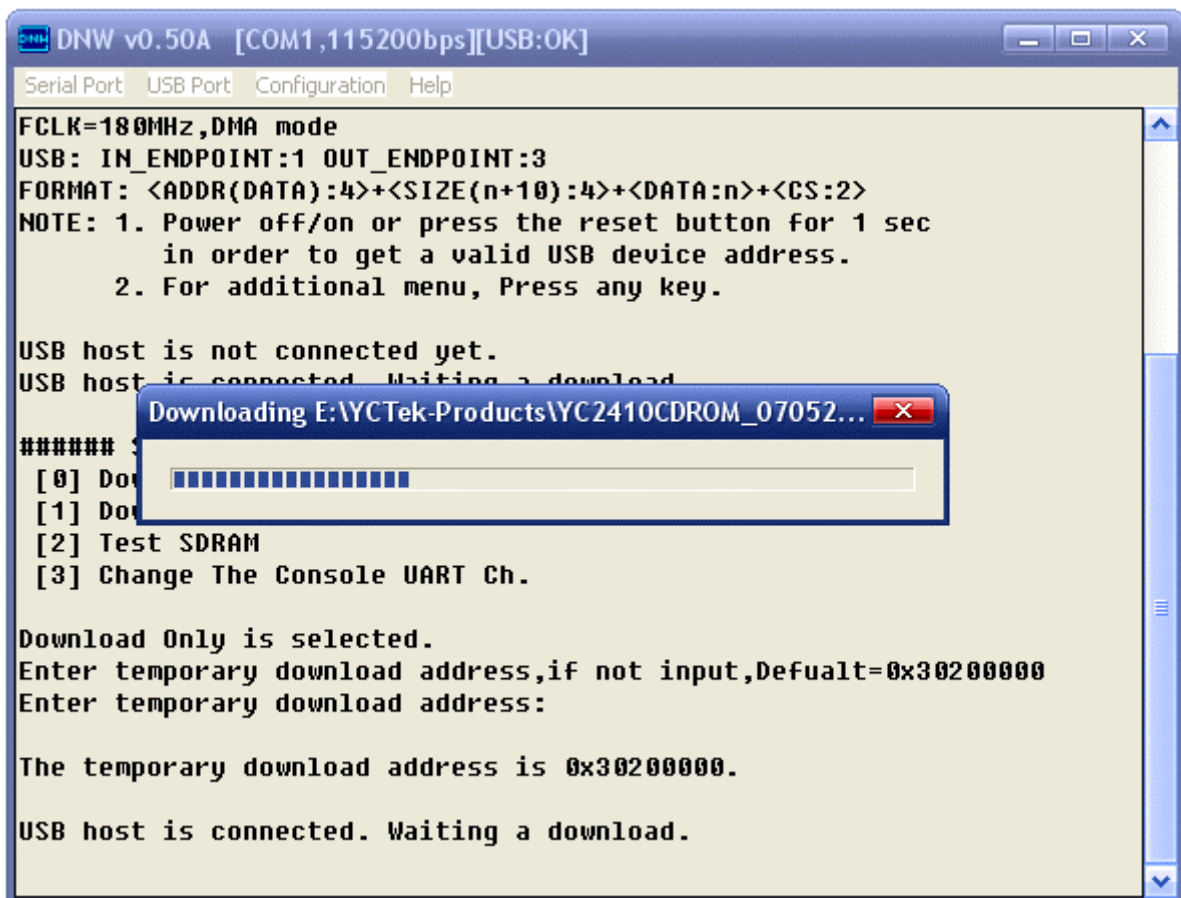 DNW v0.50A [COM1,115200bps][USB:OK]
Serial Port USB Port Configuration Help
FCLK=180MHz,DMA mode
USB: IN_ENDPOINT:1 OUT_ENDPOINT:3
FORMAT: <ADDR(DATA):4>+<SIZE(n+10):4>+<DATA:n>+<CS:2>
NOTE: 1. Power off/on or press the reset button for 1 sec
in order to get a valid USB device address.
2. For additional menu, Press any key.
USB host is not connected yet.
USB host is connected. Waiting a download.
Downloading E:\YCTek-Products\YC2410CDROM_07052...
######
[0] Do
[1] Do
[2] Test SDRAM
[3] Change The Console UART Ch.
Download Only is selected.
Enter temporary download address,if not input,Defualt=0x30200000
Enter temporary download address:
The temporary download address is 0x30200000.
USB host is connected. Waiting a download.